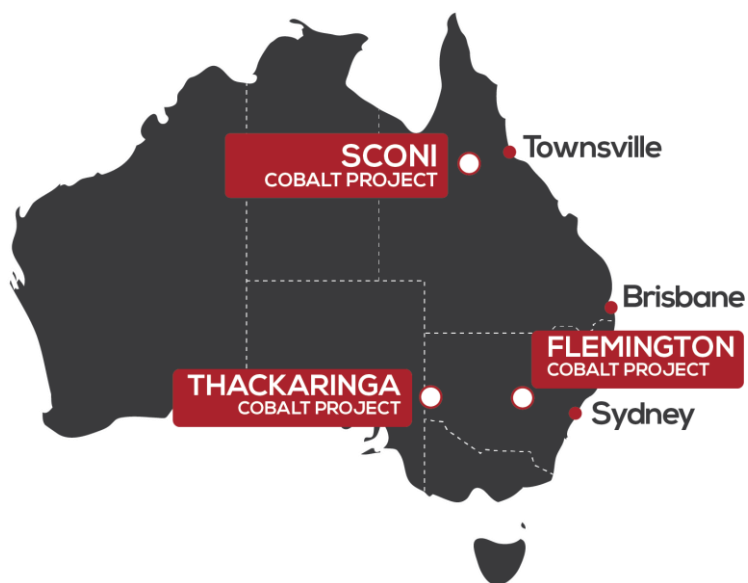 SCONI
COBALT PROJECT
Townsville
Brisbane
FLEMINGTON
COBALT PROJECT
THACKARINGA
COBALT PROJECT
Sydney